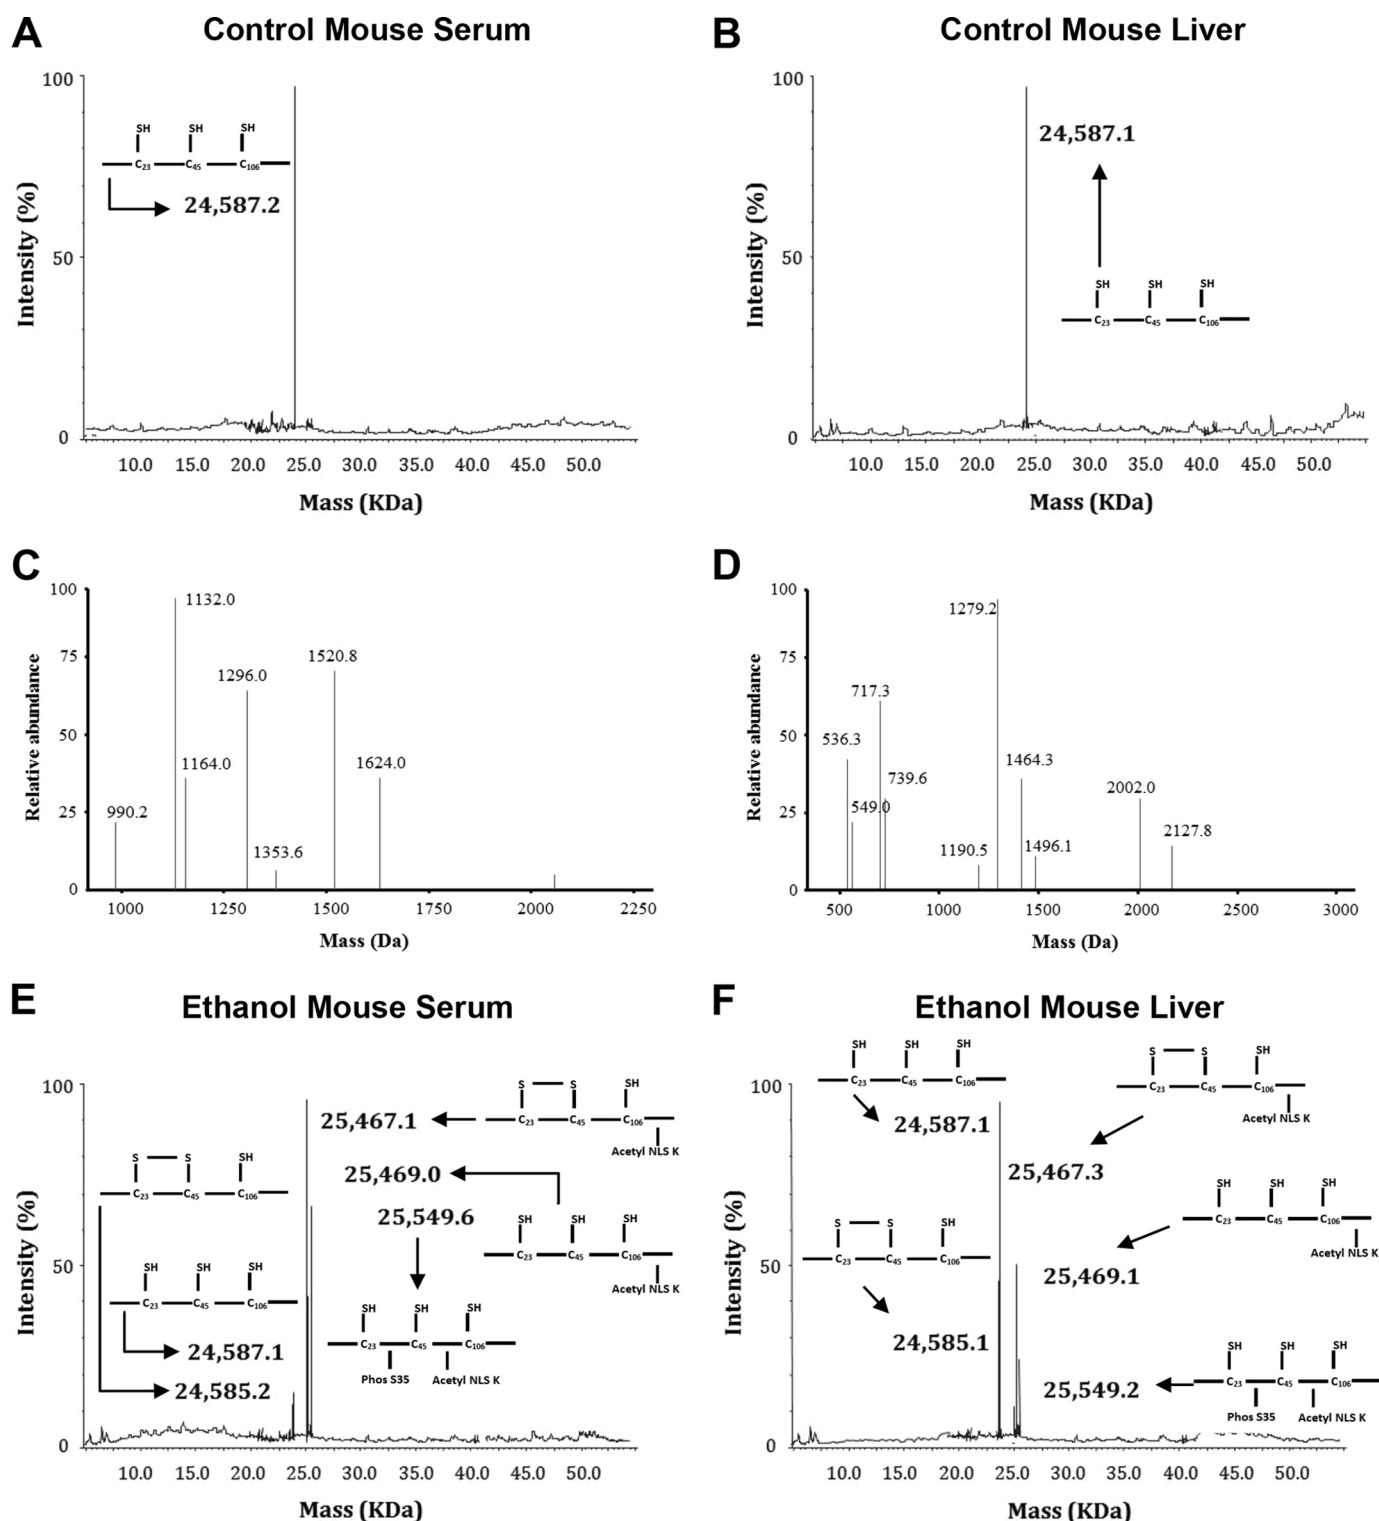 A
Control Mouse Serum
100
SH SH SH
C23 C45 C106
24,587.2
50
0
Intensity (%)
10.0 15.0 20.0 25.0 30.0 35.0 40.0 45.0 50.0
Mass (KDa)
B
Control Mouse Liver
100
24,587.1
50
SH SH SH
C23 C45 C106
0
Intensity (%)
10.0 15.0 20.0 25.0 30.0 35.0 40.0 45.0 50.0
Mass (KDa)
C
100
1132.0
75
1520.8
1296.0
50
1164.0
1624.0
25
990.2
1353.6
0
Relative abundance
1000 1250 1500 1750 2000 2250
Mass (Da)
D
100
1279.2
75
717.3
50
536.3
1464.3
739.6
2002.0
549.0
25
2127.8
1190.5
1496.1
0
Relative abundance
500 1000 1500 2000 2500 3000
Mass (Da)
E
Ethanol Mouse Serum
100
S S SH
C23 C45 C106
Acetyl NLS K
25,467.1
25,469.0
25,549.6
S S SH
C23 C45 C106
SH SH SH
C23 C45 C106
Acetyl NLS K
50
SH SH SH
C23 C45 C106
24,587.1
24,585.2
SH SH SH
C23 C45 C106
Phos S35 Acetyl NLS K
0
Intensity (%)
10.0 15.0 20.0 25.0 30.0 35.0 40.0 45.0 50.0
Mass (KDa)
F
Ethanol Mouse Liver
SH SH SH
C23 C45 C106
24,587.1
S S SH
C23 C45 C106
Acetyl NLS K
100
25,467.3
SH SH SH
C23 C45 C106
Acetyl NLS K
25,469.1
S S SH
C23 C45 C106
24,585.1
50
SH SH SH
C23 C45 C106
Phos S35 Acetyl NLS K
25,549.2
0
Intensity (%)
10.0 15.0 20.0 25.0 30.0 35.0 40.0 45.0 50.0
Mass (KDa)